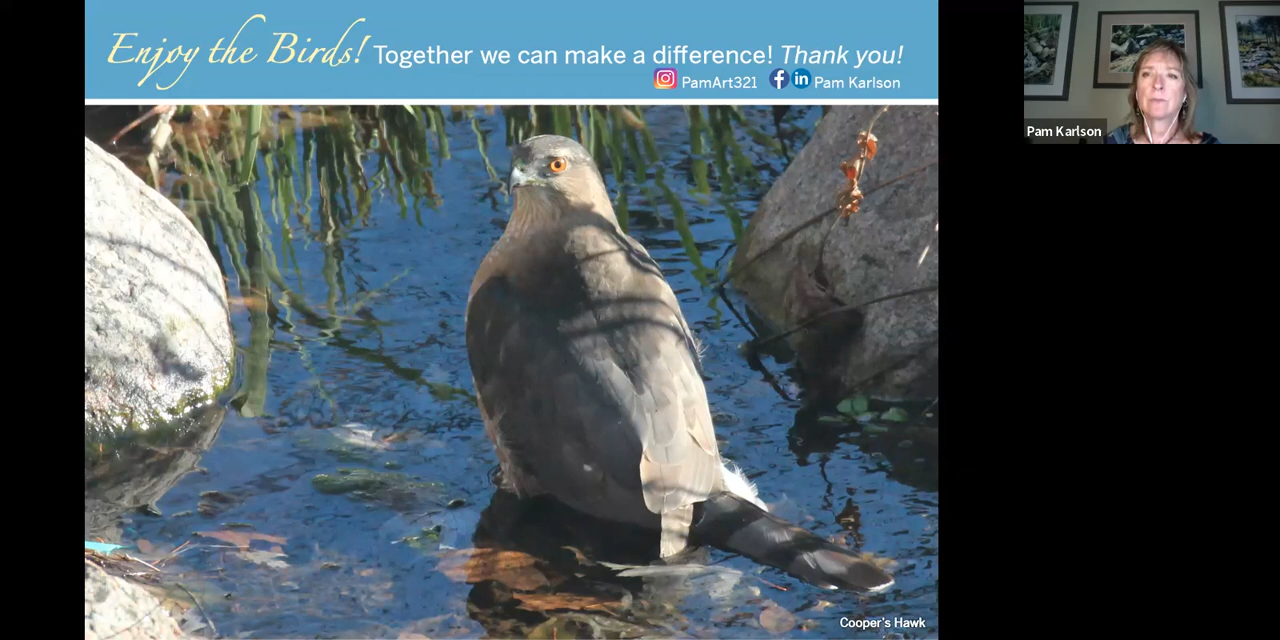 Enjoy the Birds! Together we can make a difference! Thank you!
PamArt321 Pam Karlson
Pam Karlson
Cooper's Hawk